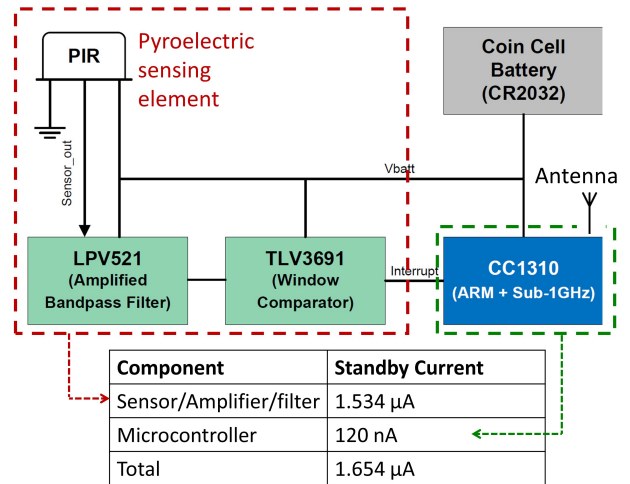 PIR
Pyroelectric
sensing
element
Coin Cell
Battery
(CR2032)
Sensor_out
Vbatt
Antenna
LPV521
(Amplified
Bandpass Filter)
TLV3691
(Window
Comparator)
Interrupt
CC1310
(ARM + Sub-1GHz)
Component Standby Current
Sensor/Amplifier/filter 1.534 µA
Microcontroller 120 nA
Total 1.654 µA